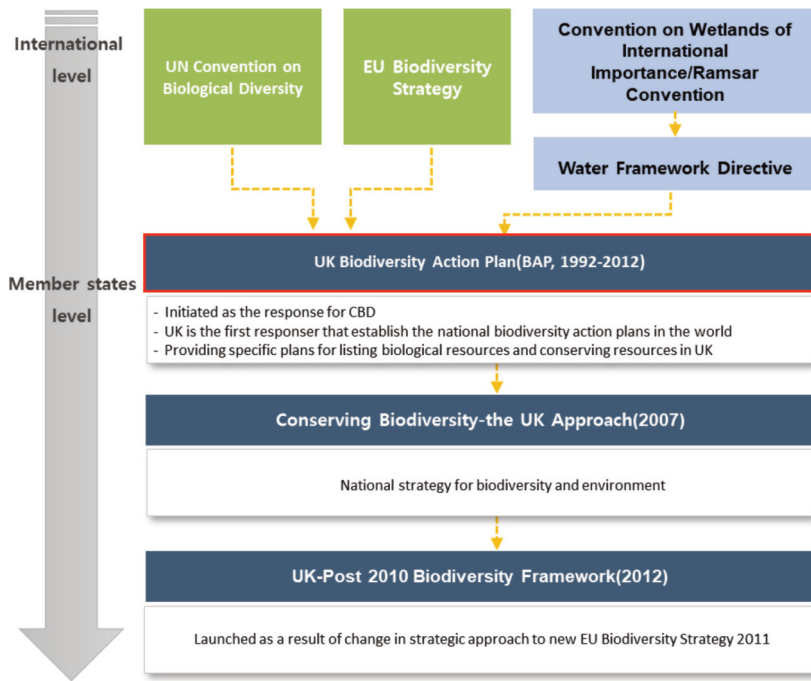 International
level
UN Convention on
Biological Diversity
EU Biodiversity
Strategy
Convention on Wetlands of
International
Importance/Ramsar
Convention
Water Framework Directive
Member states
level
UK Biodiversity Action Plan(BAP, 1992-2012)
- Initiated as the response for CBD
- UK is the first responser that establish the national biodiversity action plans in the world
- Providing specific plans for listing biological resources and conserving resources in UK
Conserving Biodiversity-the UK Approach(2007)
National strategy for biodiversity and environment
UK-Post 2010 Biodiversity Framework(2012)
Launched as a result of change in strategic approach to new EU Biodiversity Strategy 2011